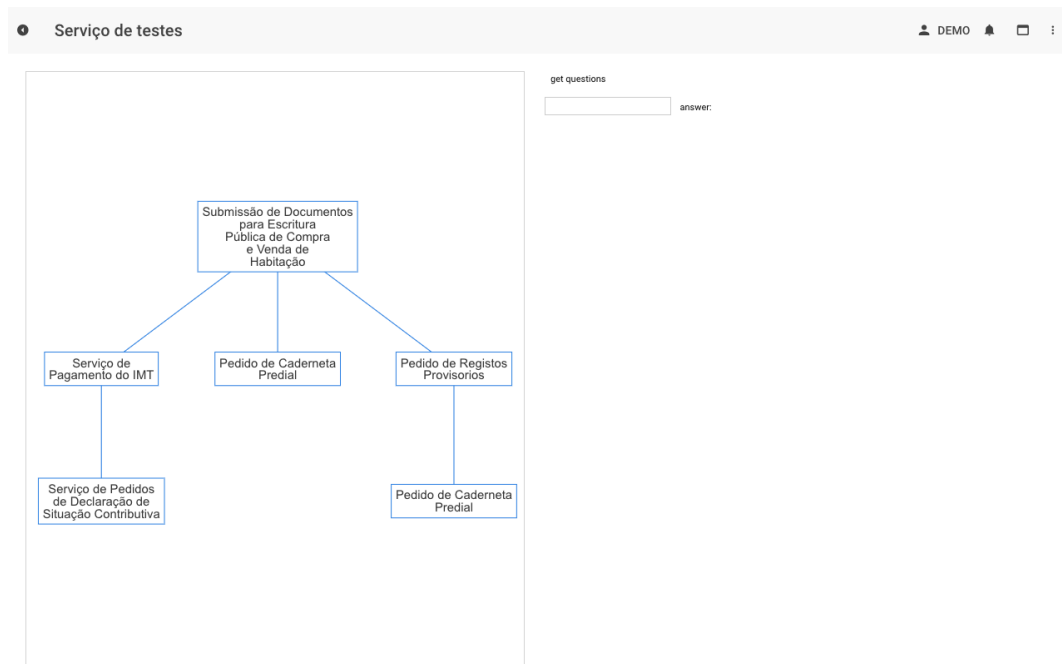 Serviço de testes
DEMO
get questions
answer:
Submissão de Documentos
para Escritura
Pública de Compra
e Venda de
Habitação
Serviço de
Pagamento do IMT
Pedido de Caderneta
Predial
Pedido de Registos
Provisorios
Serviço de Pedidos
de Declaração de
Situação Contributiva
Pedido de Caderneta
Predial